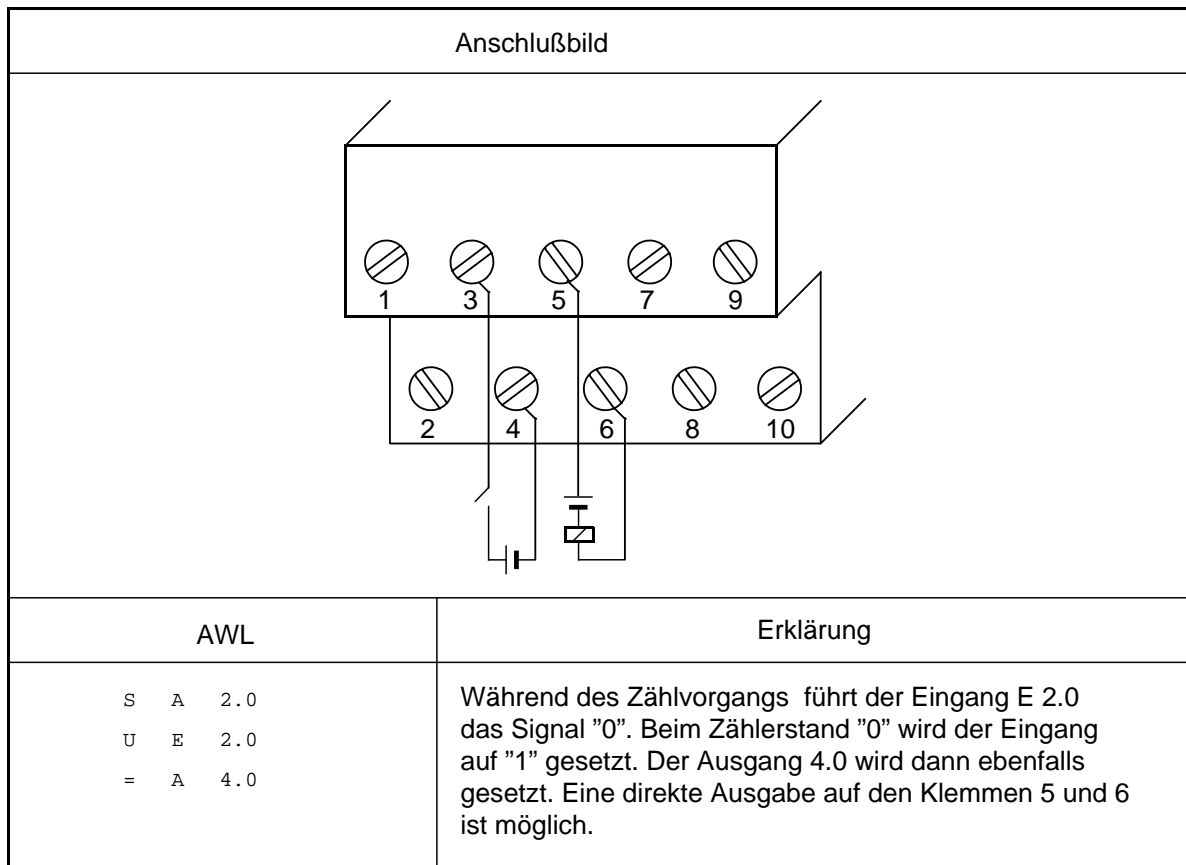 Anschlußbild
1 3 5 7 9
2 4 6 8 10
AWL
Erklärung
S A 2.0
U E 2.0
= A 4.0
Während des Zählvorgangs führt der Eingang E 2.0
das Signal ”0”. Beim Zählerstand ”0” wird der Eingang
auf ”1” gesetzt. Der Ausgang 4.0 wird dann ebenfalls
gesetzt. Eine direkte Ausgabe auf den Klemmen 5 und 6
ist möglich.